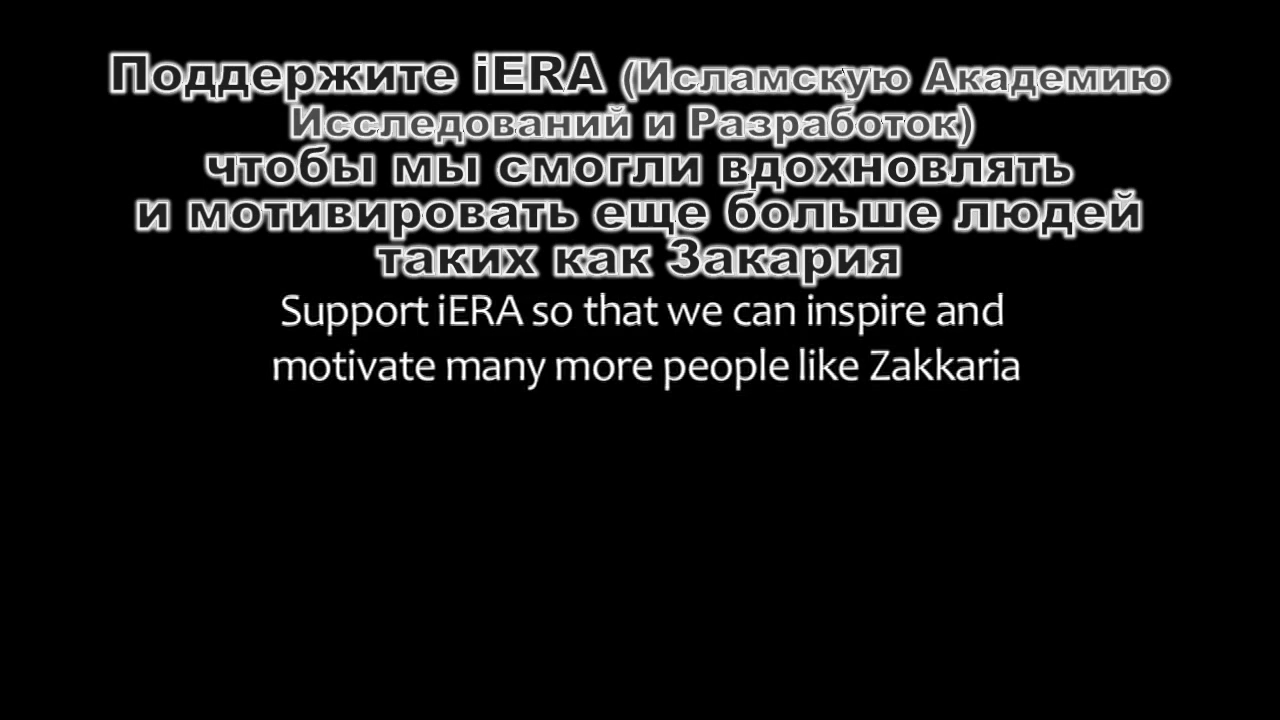 Поддержите iERA (Исламскую Академию
Исследований и Разработок)
чтобы мы смогли вдохновлять
и мотивировать еще больше людей
таких как Закария
Support iERA so that we can inspire and
motivate many more people like Zakkaria